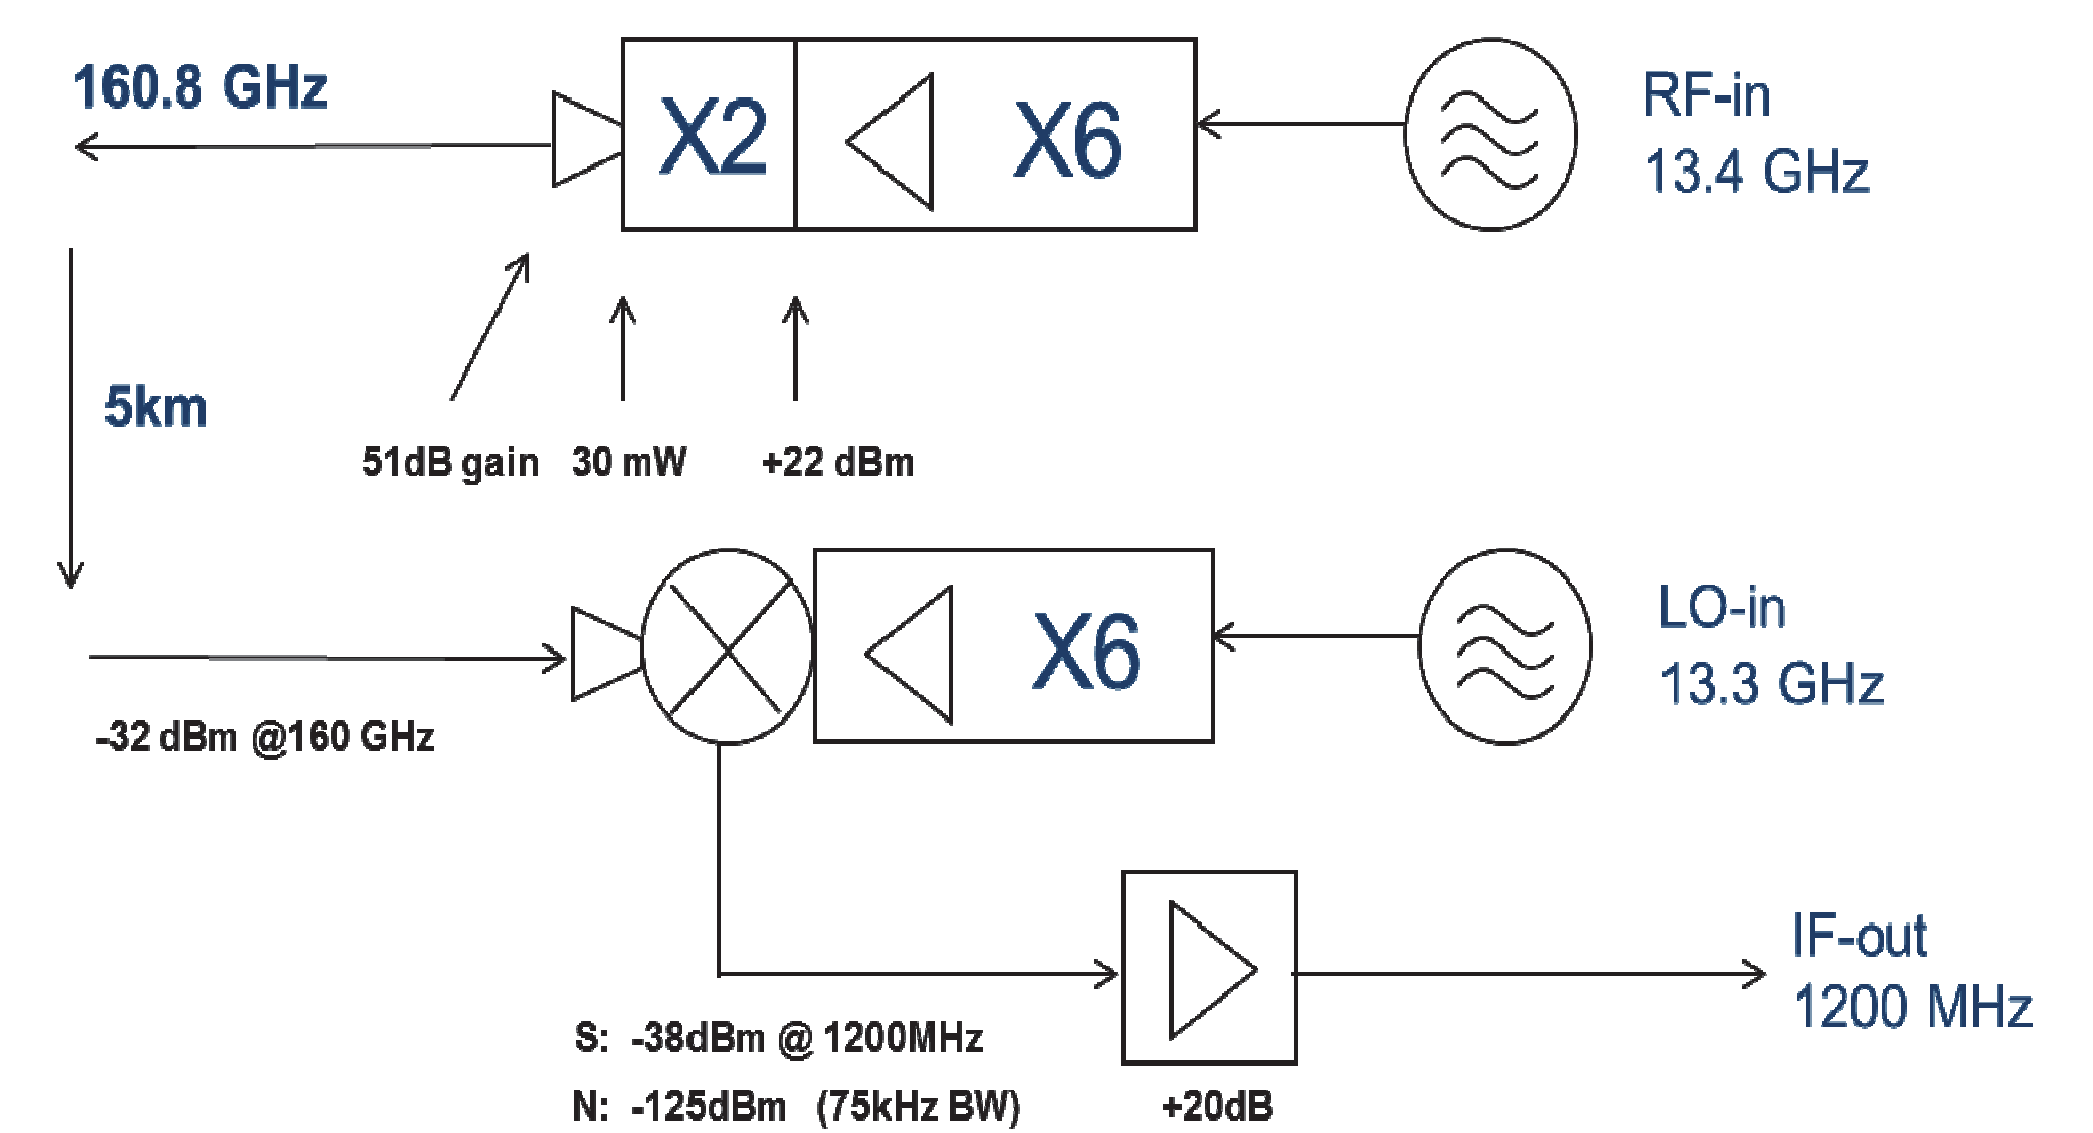 160.8 GHz
X2
X6
RF-in
13.4 GHz
5km
51dB gain
30 mW
+22 dBm
X6
LO-in
13.3 GHz
-32 dBm @160 GHz
IF-out
1200 MHz
S: -38dBm @ 1200MHz
N: -125dBm (75kHz BW)
+20dB